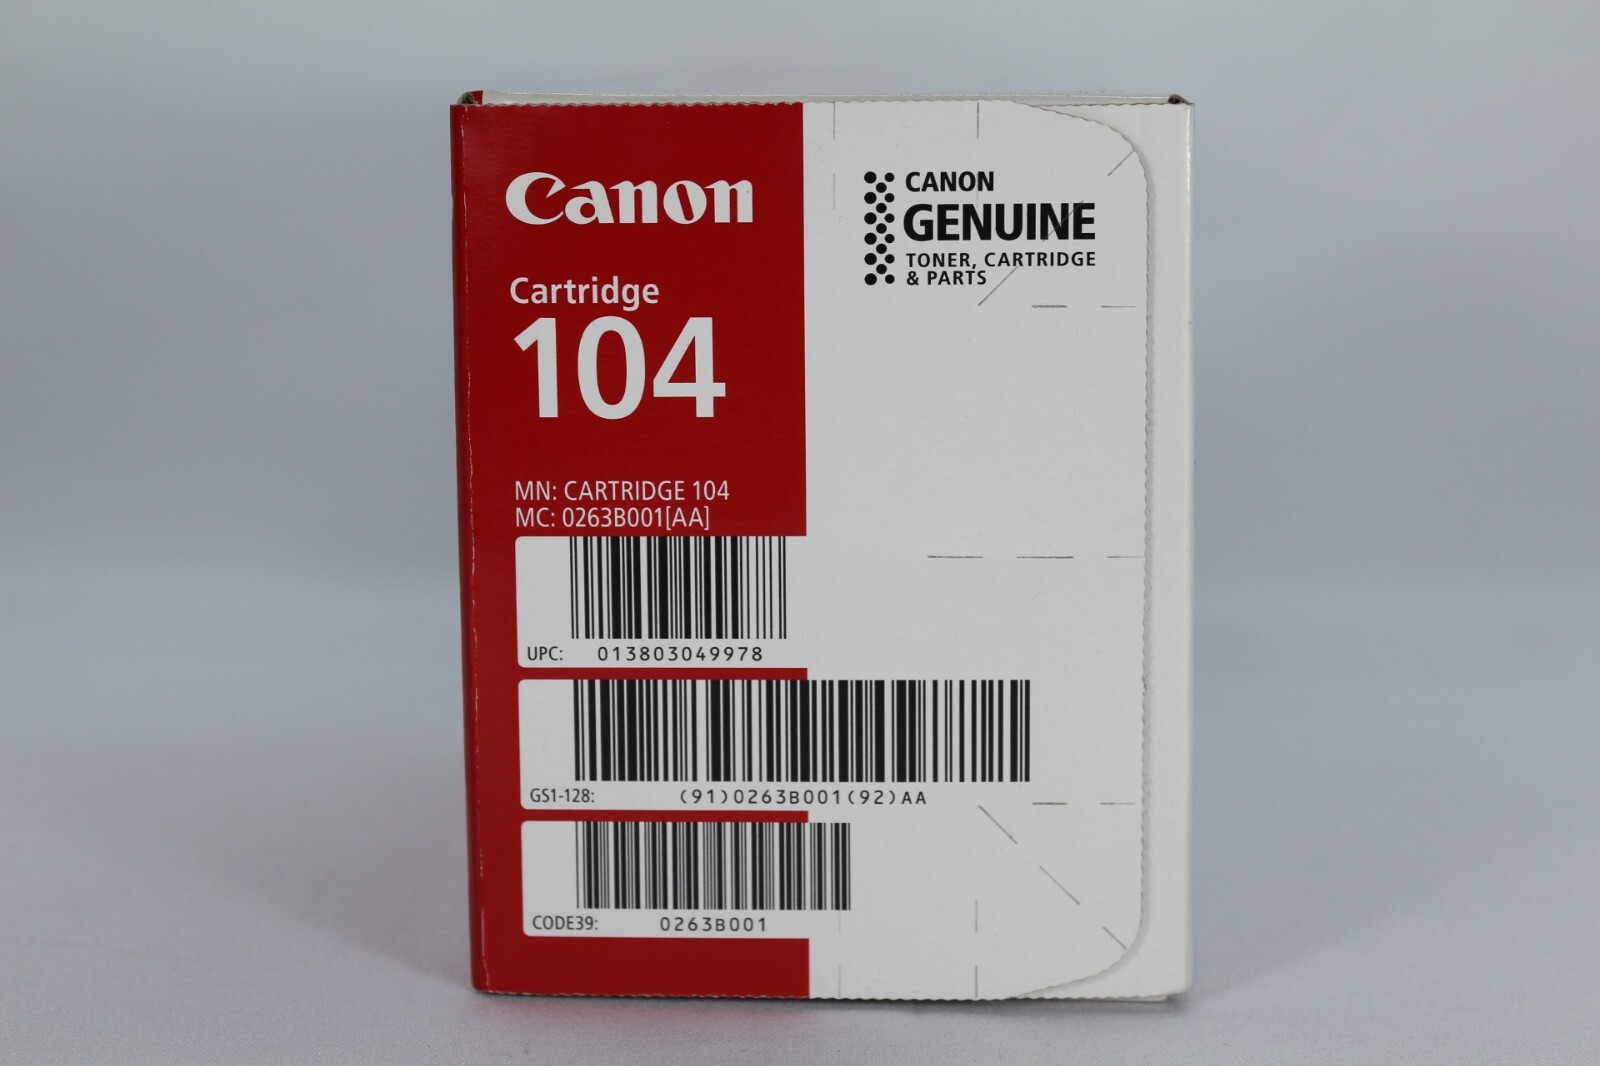 Canon
Cartridge
104
CANON
GENUINE
TONER, CARTRIDGE
& PARTS
MN: CARTRIDGE 104
MC: 0263B001[AA]
UPC: 013803049978
GS1-128: (91)0263B001(92)AA
CODE39: 0263B001